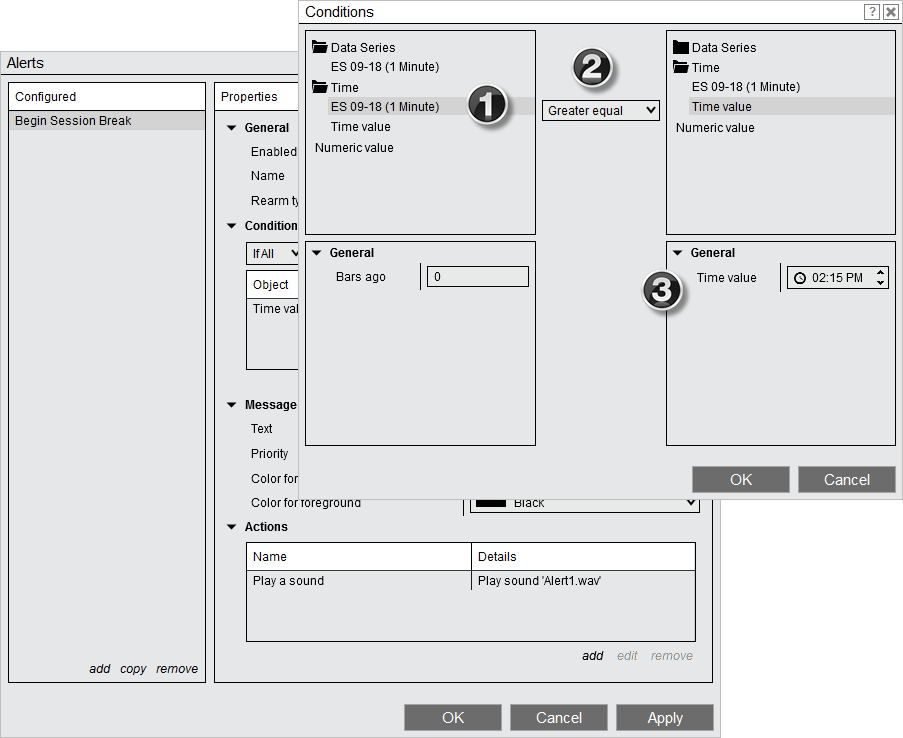 Conditions
?
Data Series
ES 09-18 (1 Minute)
Time
ES 09-18 (1 Minute)
Time value
Numeric value
1
2
Greater equal
Data Series
Time
ES 09-18 (1 Minute)
Time value
Numeric value
General
Bars ago
0
3
General
Time value
02:15 PM
OK
Cancel
Alerts
Configured
Begin Session Break
add copy remove
Properties
General
Enabled
Name
Rearm ty
Condition
If All
Object
Time val
Message
Text
Priority
Color for
Color for foreground
Black
Actions
Name Details
Play a sound Play sound 'Alert1.wav'
add edit remove
OK Cancel Apply